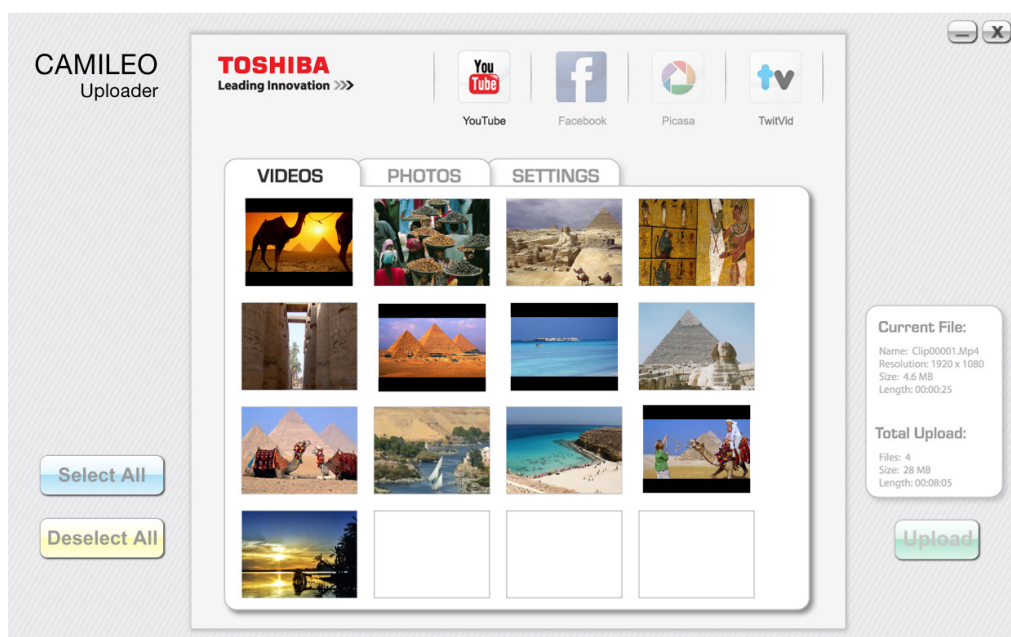 CAMILEO
Uploader
TOSHIBA
Leading Innovation >>>
You
Tube
f
tv
YouTube
Facebook
Picasa
TwitVid
X
VIDEOS
PHOTOS
SETTINGS
Current File:
Name: Clip00001.Mp4
Resolution: 1920 x 1080
Size: 4.6 MB
Length: 00:00:25
Total Upload:
Files: 4
Size: 28 MB
Length: 00:08:05
Select All
Deselect All
Upload